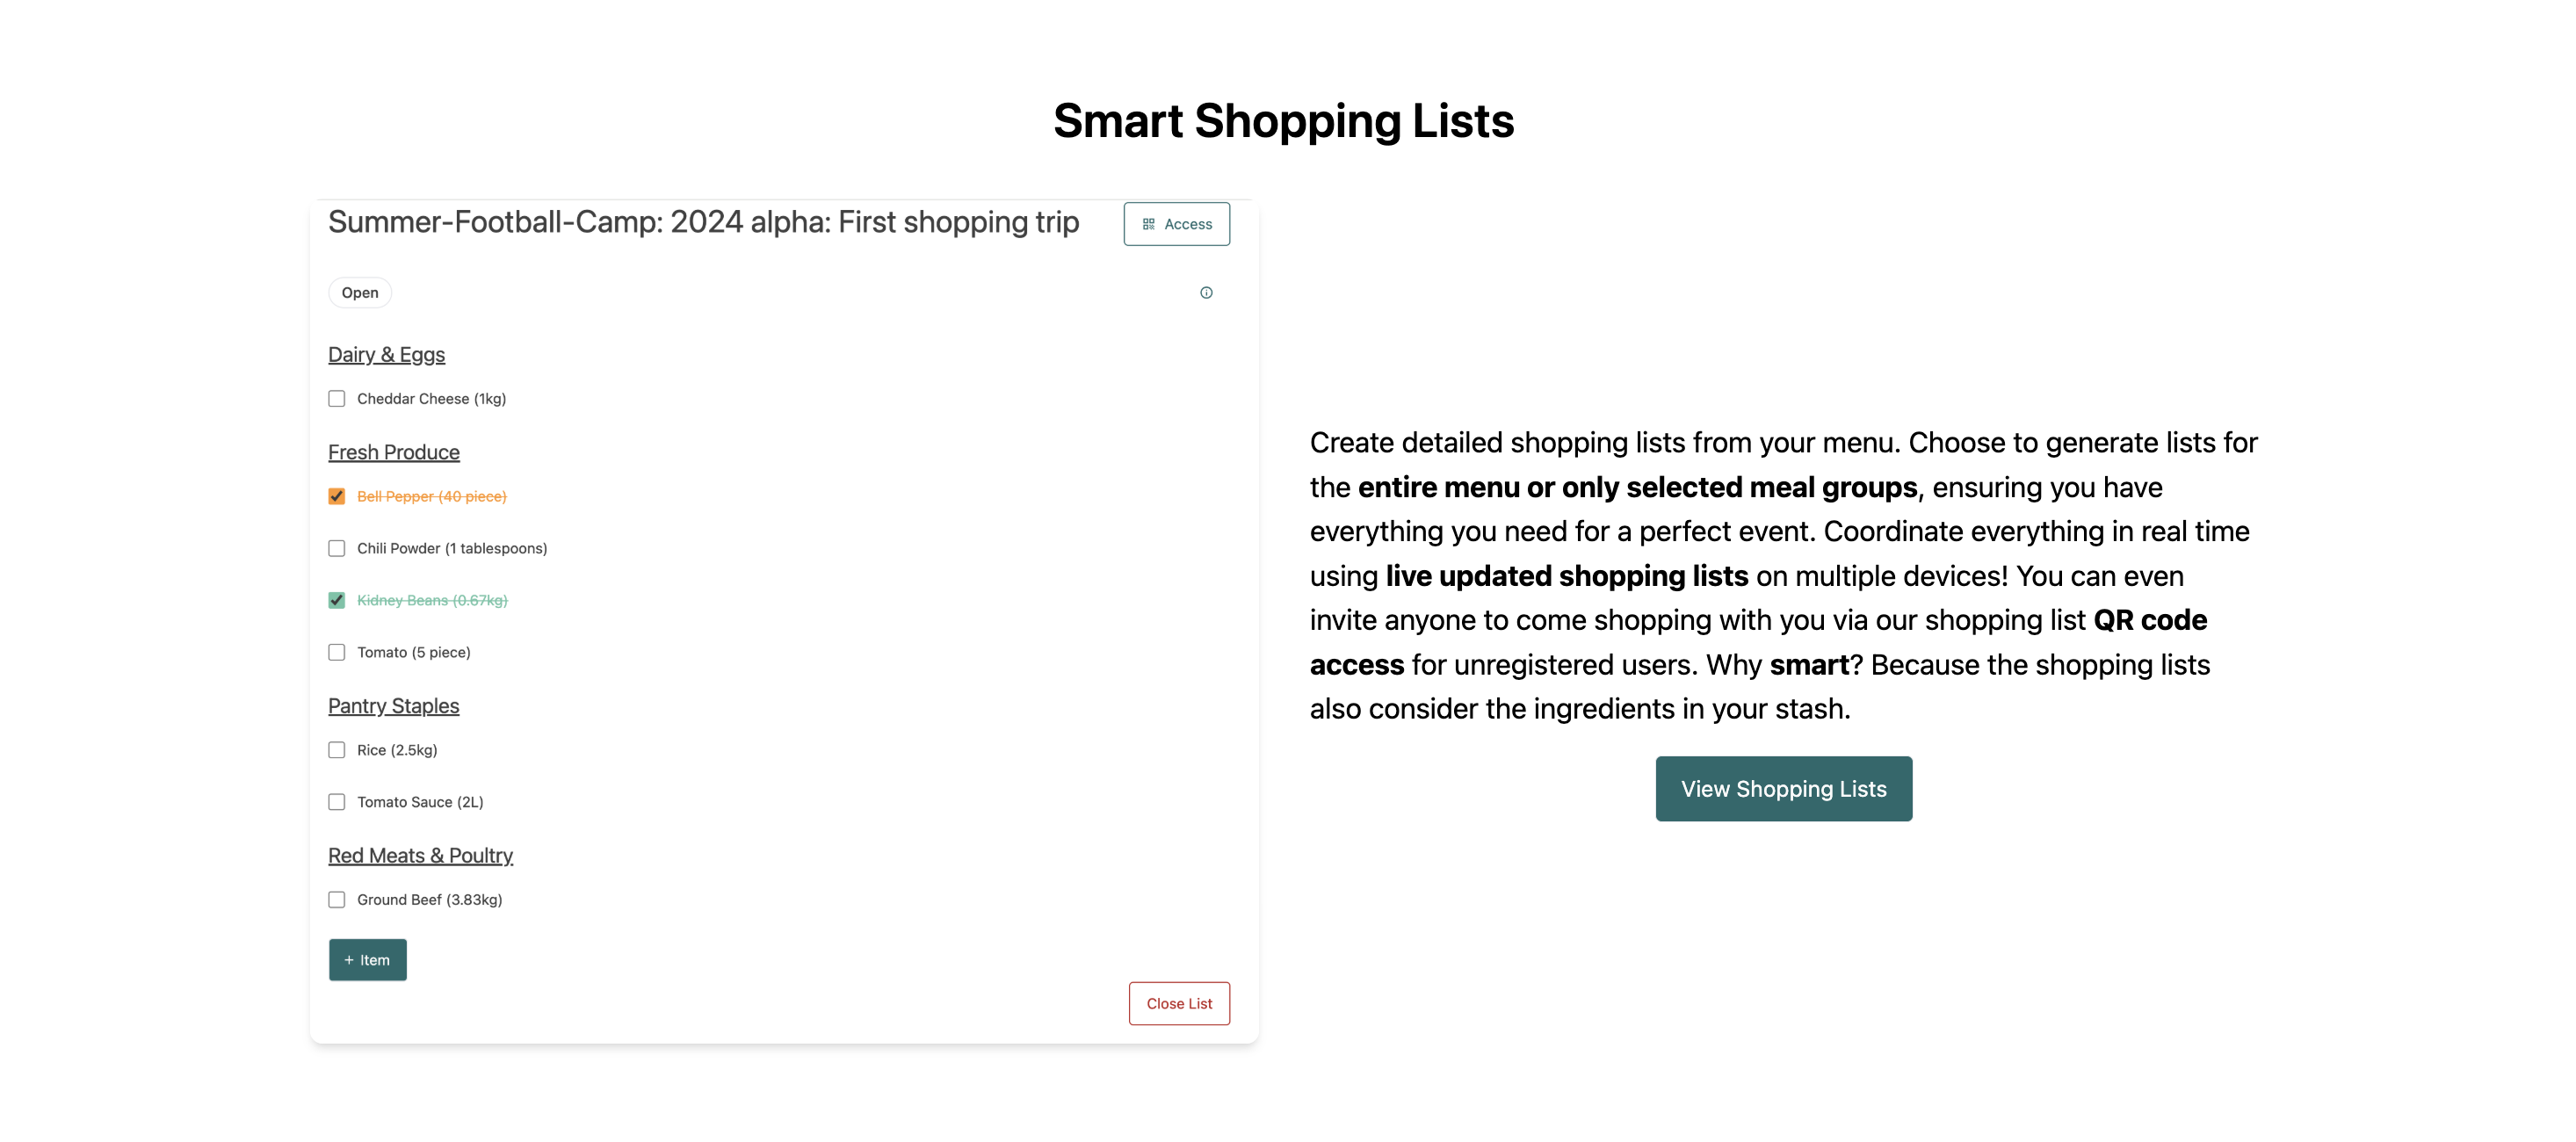 Smart Shopping Lists
Summer-Football-Camp: 2024 alpha: First shopping trip
Access
Open
Dairy & Eggs
Cheddar Cheese (1kg)
Fresh Produce
Bell Pepper (40 piece)
Chili Powder (1 tablespoons)
Kidney Beans (0.67kg)
Tomato (5 piece)
Pantry Staples
Rice (2.5kg)
Tomato Sauce (2L)
Red Meats & Poultry
Ground Beef (3.83kg)
+ Item
Close List
Create detailed shopping lists from your menu. Choose to generate lists for
the entire menu or only selected meal groups, ensuring you have
everything you need for a perfect event. Coordinate everything in real time
using live updated shopping lists on multiple devices! You can even
invite anyone to come shopping with you via our shopping list QR code
access for unregistered users. Why smart? Because the shopping lists
also consider the ingredients in your stash.
View Shopping Lists